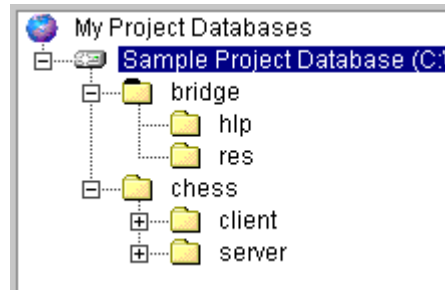 My Project Databases
Sample Project Database (C:\
bridge
hlp
res
chess
client
server